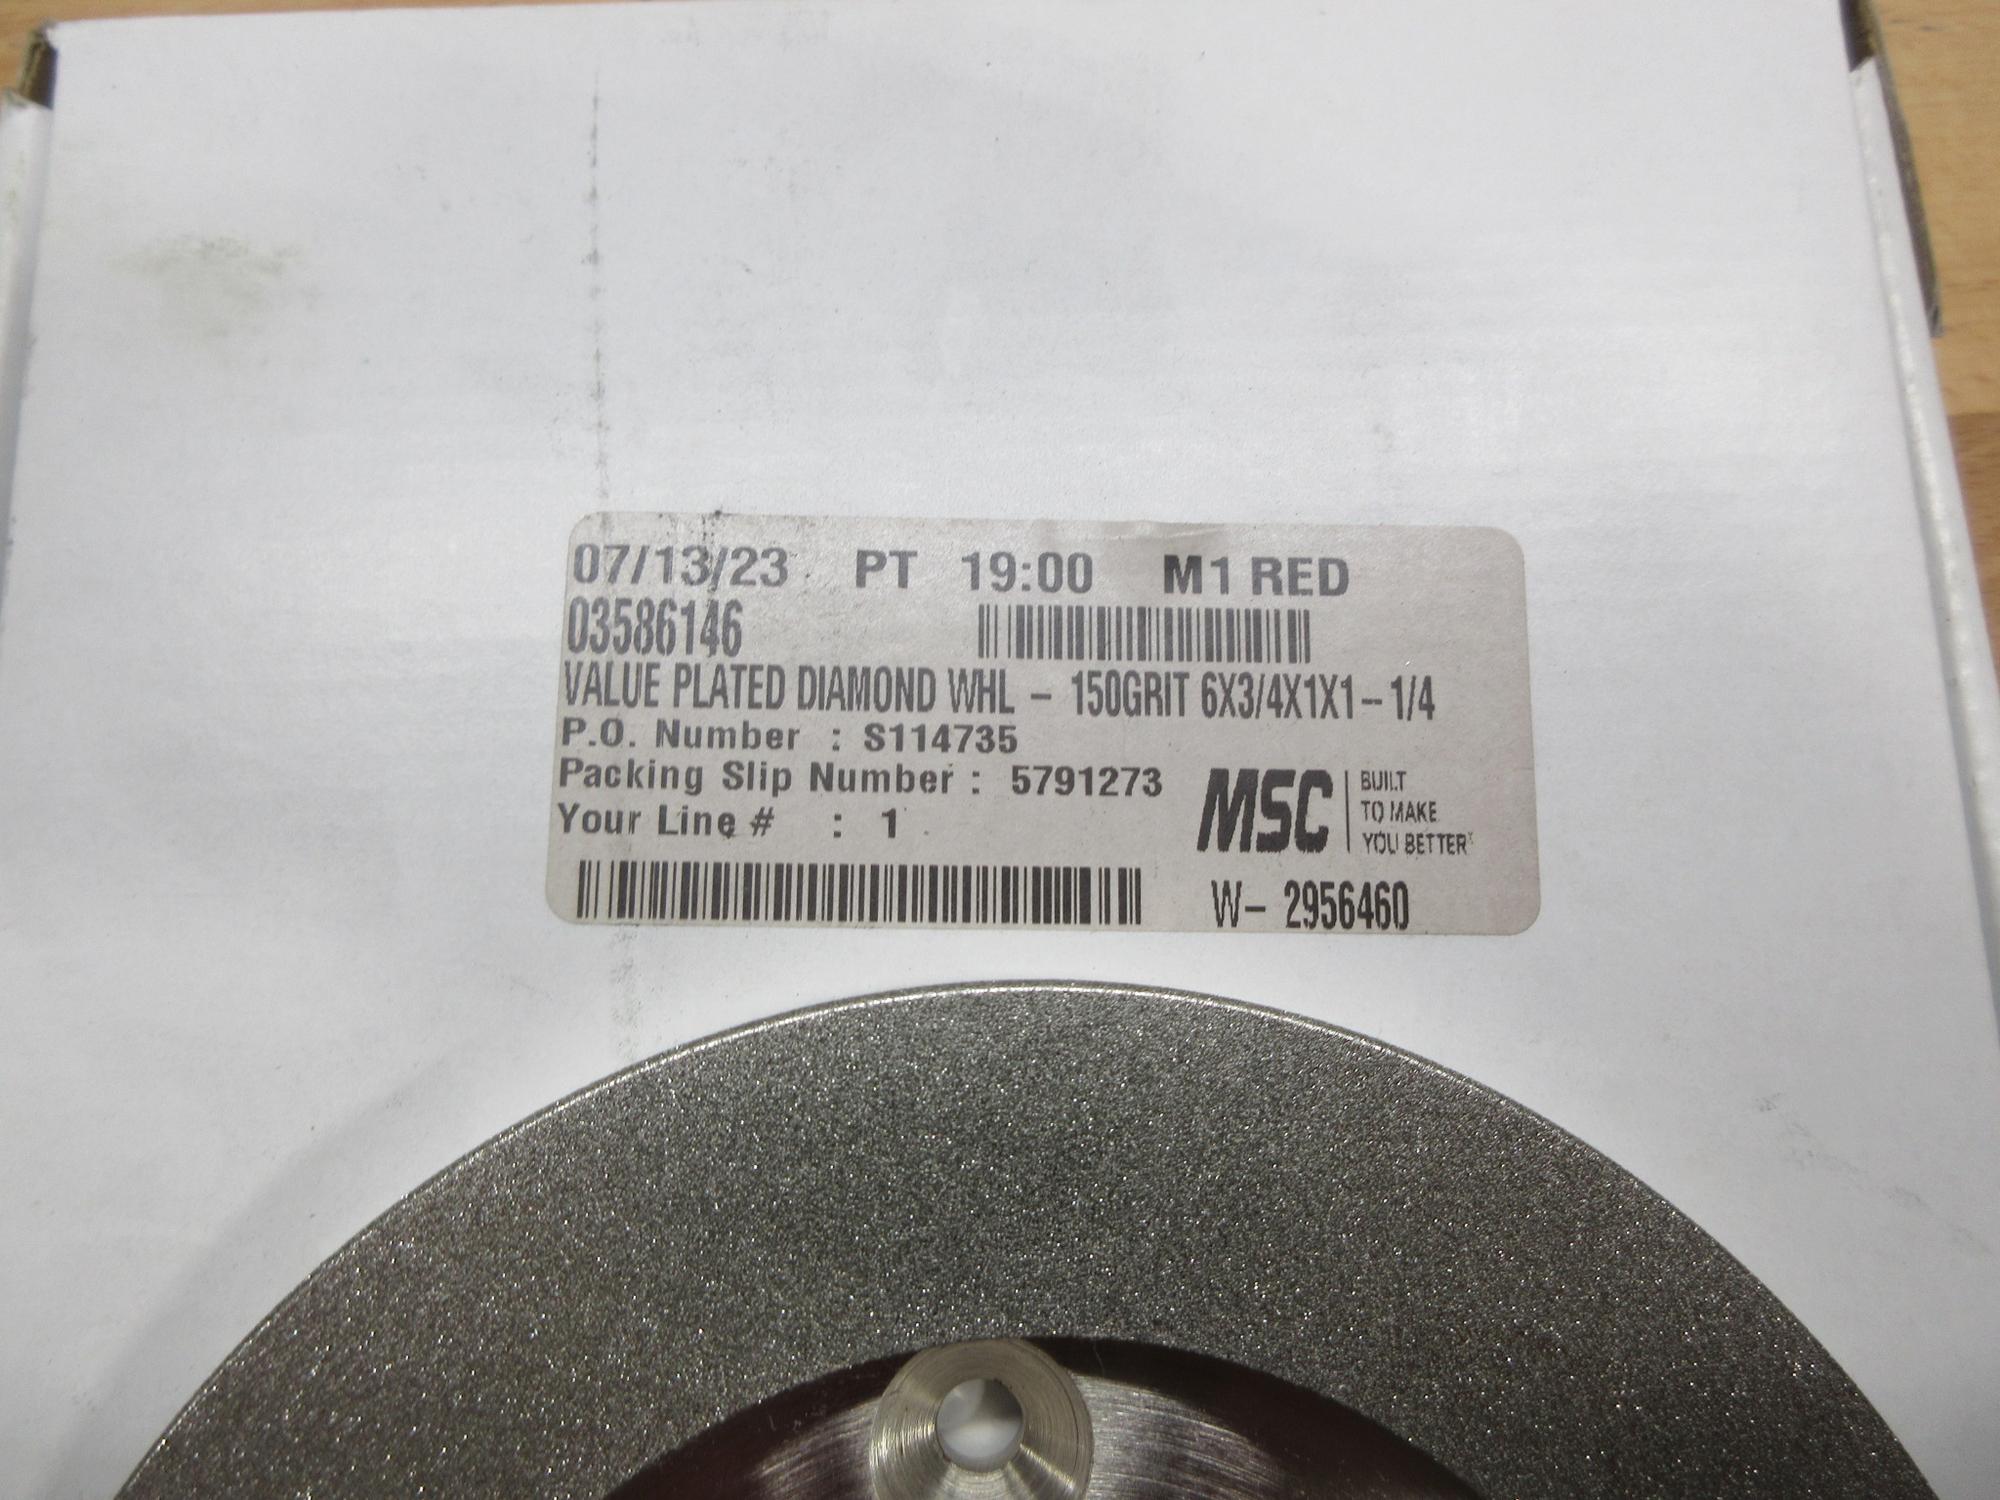 07/13/23 PT 19:00 M1 RED
03586146
VALUE PLATED DIAMOND WHL - 150GRIT 6X3/4X1X1-1/4
P.O. Number : S114735
Packing Slip Number : 5791273
Your Line # : 1
MSC
BUILT
TO MAKE
YOU BETTER
W- 2956460